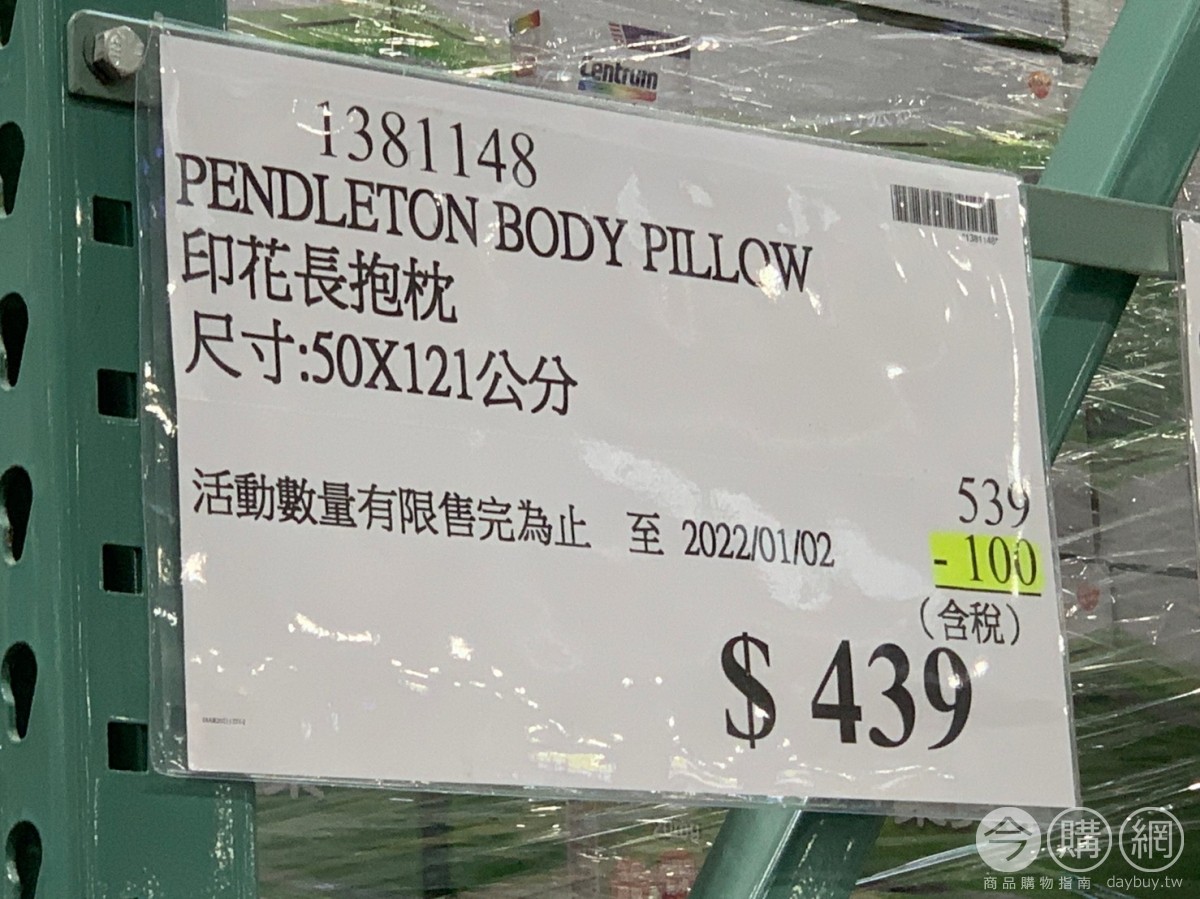 Centrum
1381148
PENDLETON BODY PILLOW
*1381148*
印花長抱枕
尺寸:50X121公分
539
活動數量有限售完為止 至 2022/01/02
- 100
(含稅)
$ 439
今購網
商品購物指南 daybuy.tw